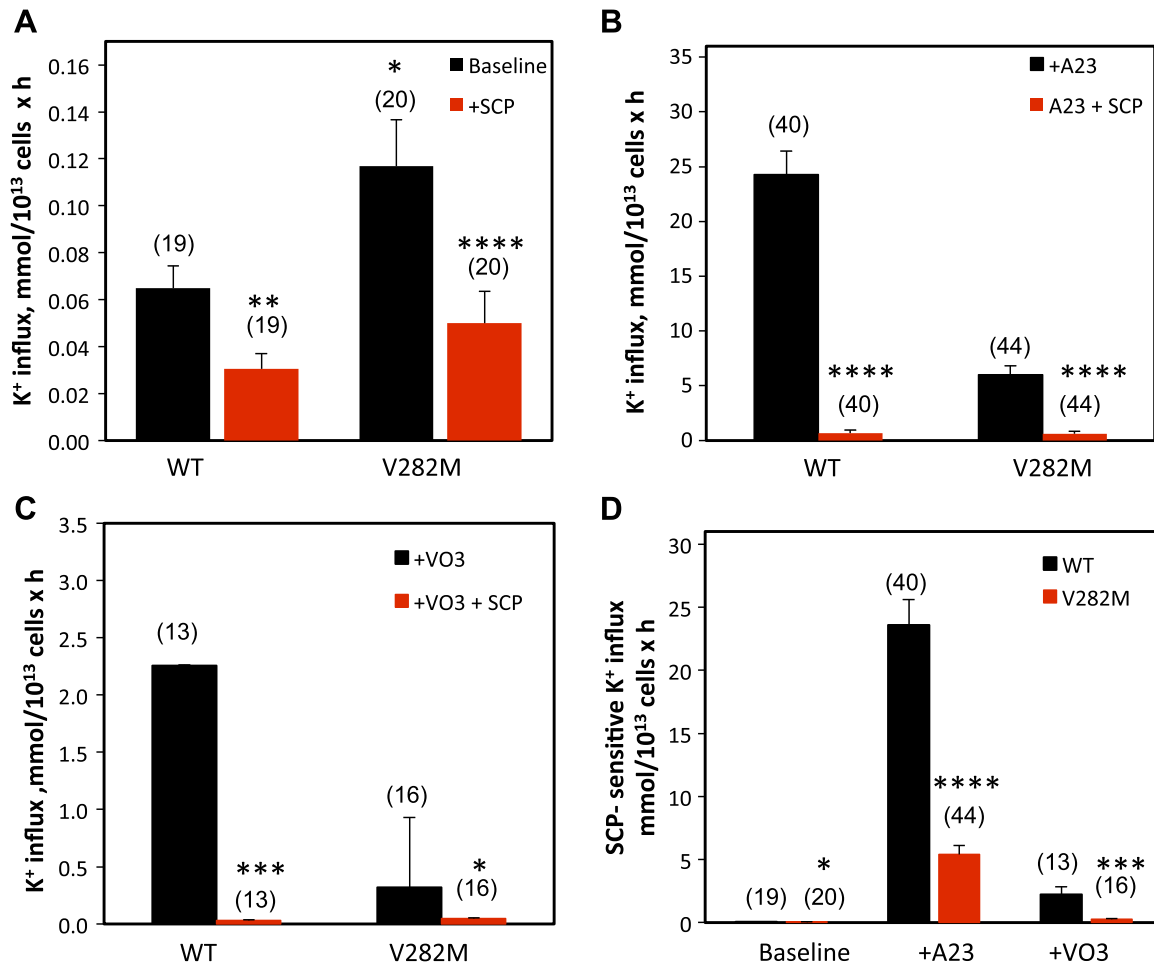 A
K⁺ influx, mmol/10¹³ cells x h
0.16
0.14
0.12
0.10
0.08
0.06
0.04
0.02
0.00
Baseline
+SCP
(19)
**
(19)
*
(20)
****
(20)
WT
V282M
B
K⁺ influx, mmol/10¹³ cells x h
35
30
25
20
15
10
5
0
+A23
A23 + SCP
(40)
****
(40)
(44)
****
(44)
WT
V282M
C
K⁺ influx ,mmol/10¹³ cells x h
3.5
3.0
2.5
2.0
1.5
1.0
0.5
0.0
+VO3
+VO3 + SCP
(13)
***
(13)
(16)
*
(16)
WT
V282M
D
SCP- sensitive K⁺ influx
mmol/10¹³ cells x h
30
25
20
15
10
5
0
WT
V282M
(19)
*
(20)
(40)
****
(44)
(13)
***
(16)
Baseline
+A23
+VO3